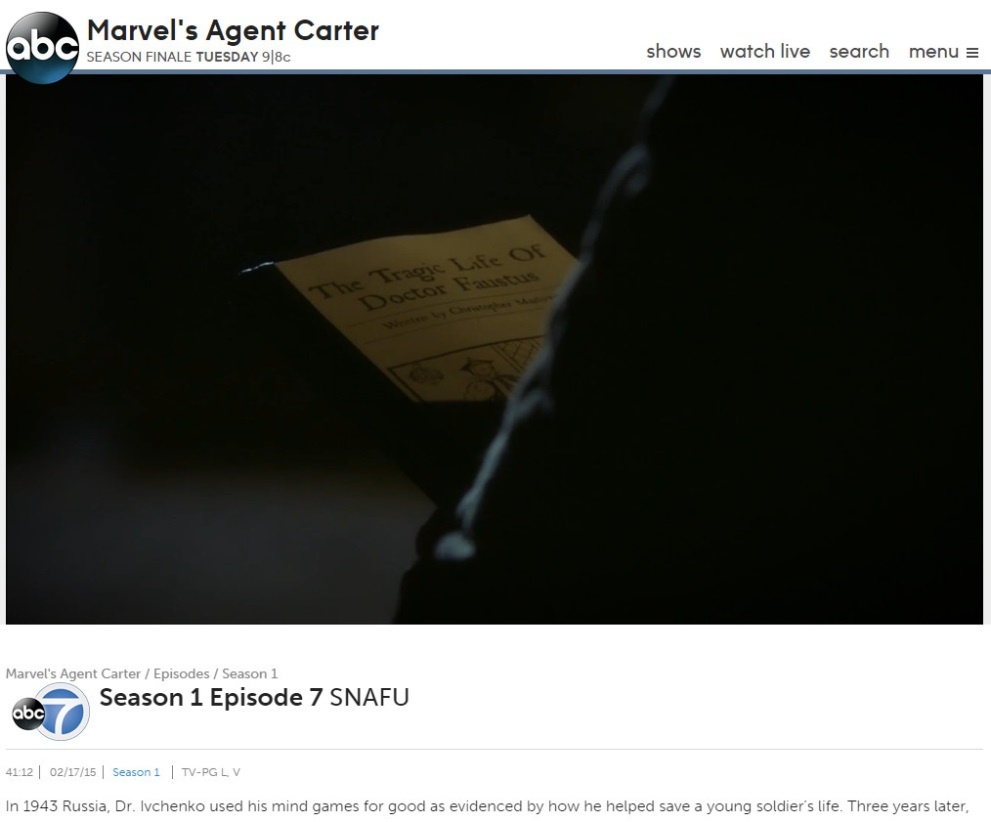 abc
Marvel's Agent Carter
SEASON FINALE TUESDAY 9|8c
shows watch live search menu
The Tragic Life Of
Doctor Faustus
Written by Christopher
Marvel's Agent Carter / Episodes / Season 1
abc 7
Season 1 Episode 7 SNAFU
41:12 | 02/17/15 | Season 1 | TV-PG L, V
In 1943 Russia, Dr. Ivchenko used his mind games for good as evidenced by how he helped save a young soldier's life. Three years later,